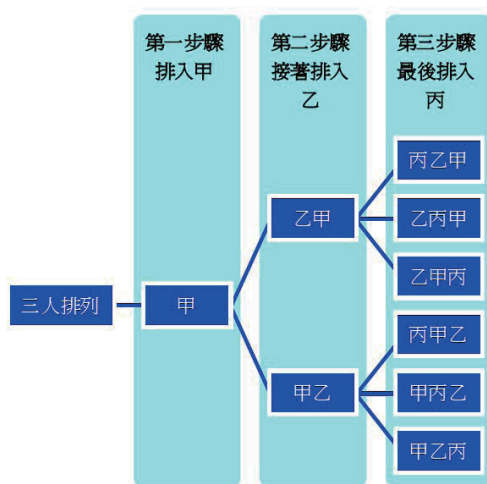 第一步驟
排入甲
第二步驟
接著排入
乙
第三步驟
最後排入
丙
三人排列
甲
乙甲
甲乙
丙乙甲
乙丙甲
乙甲丙
丙甲乙
甲丙乙
甲乙丙